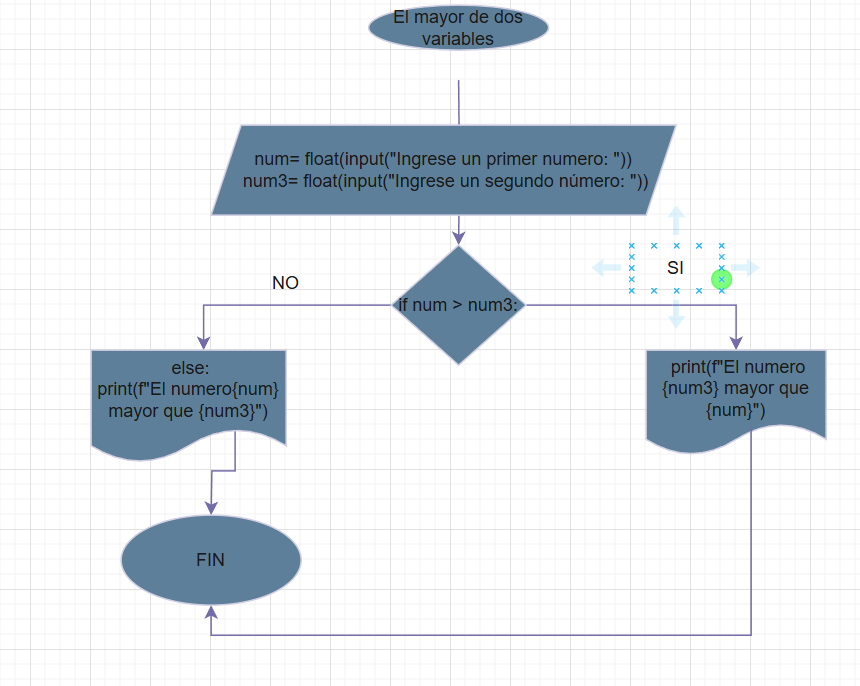 El mayor de dos
variables
num= float(input("Ingrese un primer numero: "))
num3= float(input("Ingrese un segundo número: "))
SI
NO
if num > num3:
else:
print(f"El numero{num}
mayor que {num3}")
print(f"El numero
{num3} mayor que
{num}")
FIN